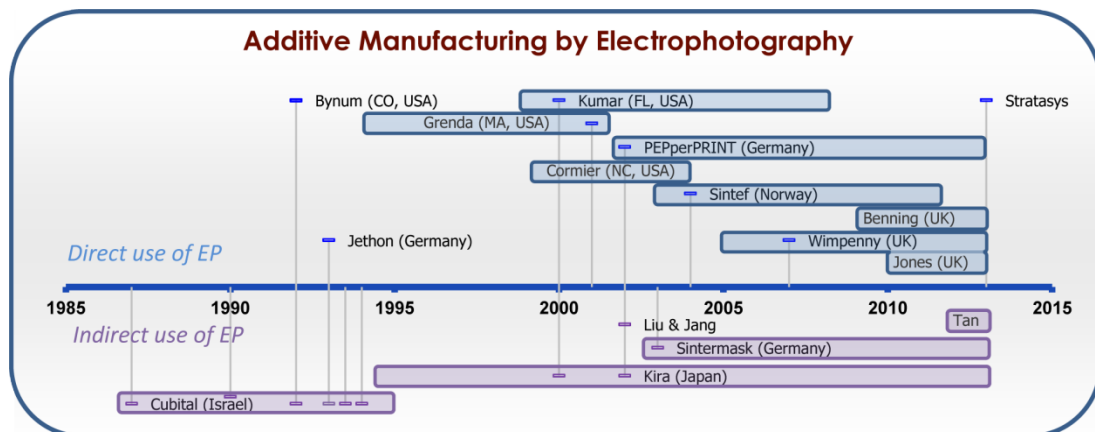 Additive Manufacturing by Electrophotography
Bynum (CO, USA)
Kumar (FL, USA)
Stratasys
Grenda (MA, USA)
PEPperPRINT (Germany)
Cormier (NC, USA)
Sintef (Norway)
Benning (UK)
Jethon (Germany)
Wimpenny (UK)
Direct use of EP
Jones (UK)
1985 1990 1995 2000 2005 2010 2015
Indirect use of EP
Liu & Jang
Tan
Sintermask (Germany)
Kira (Japan)
Cubital (Israel)